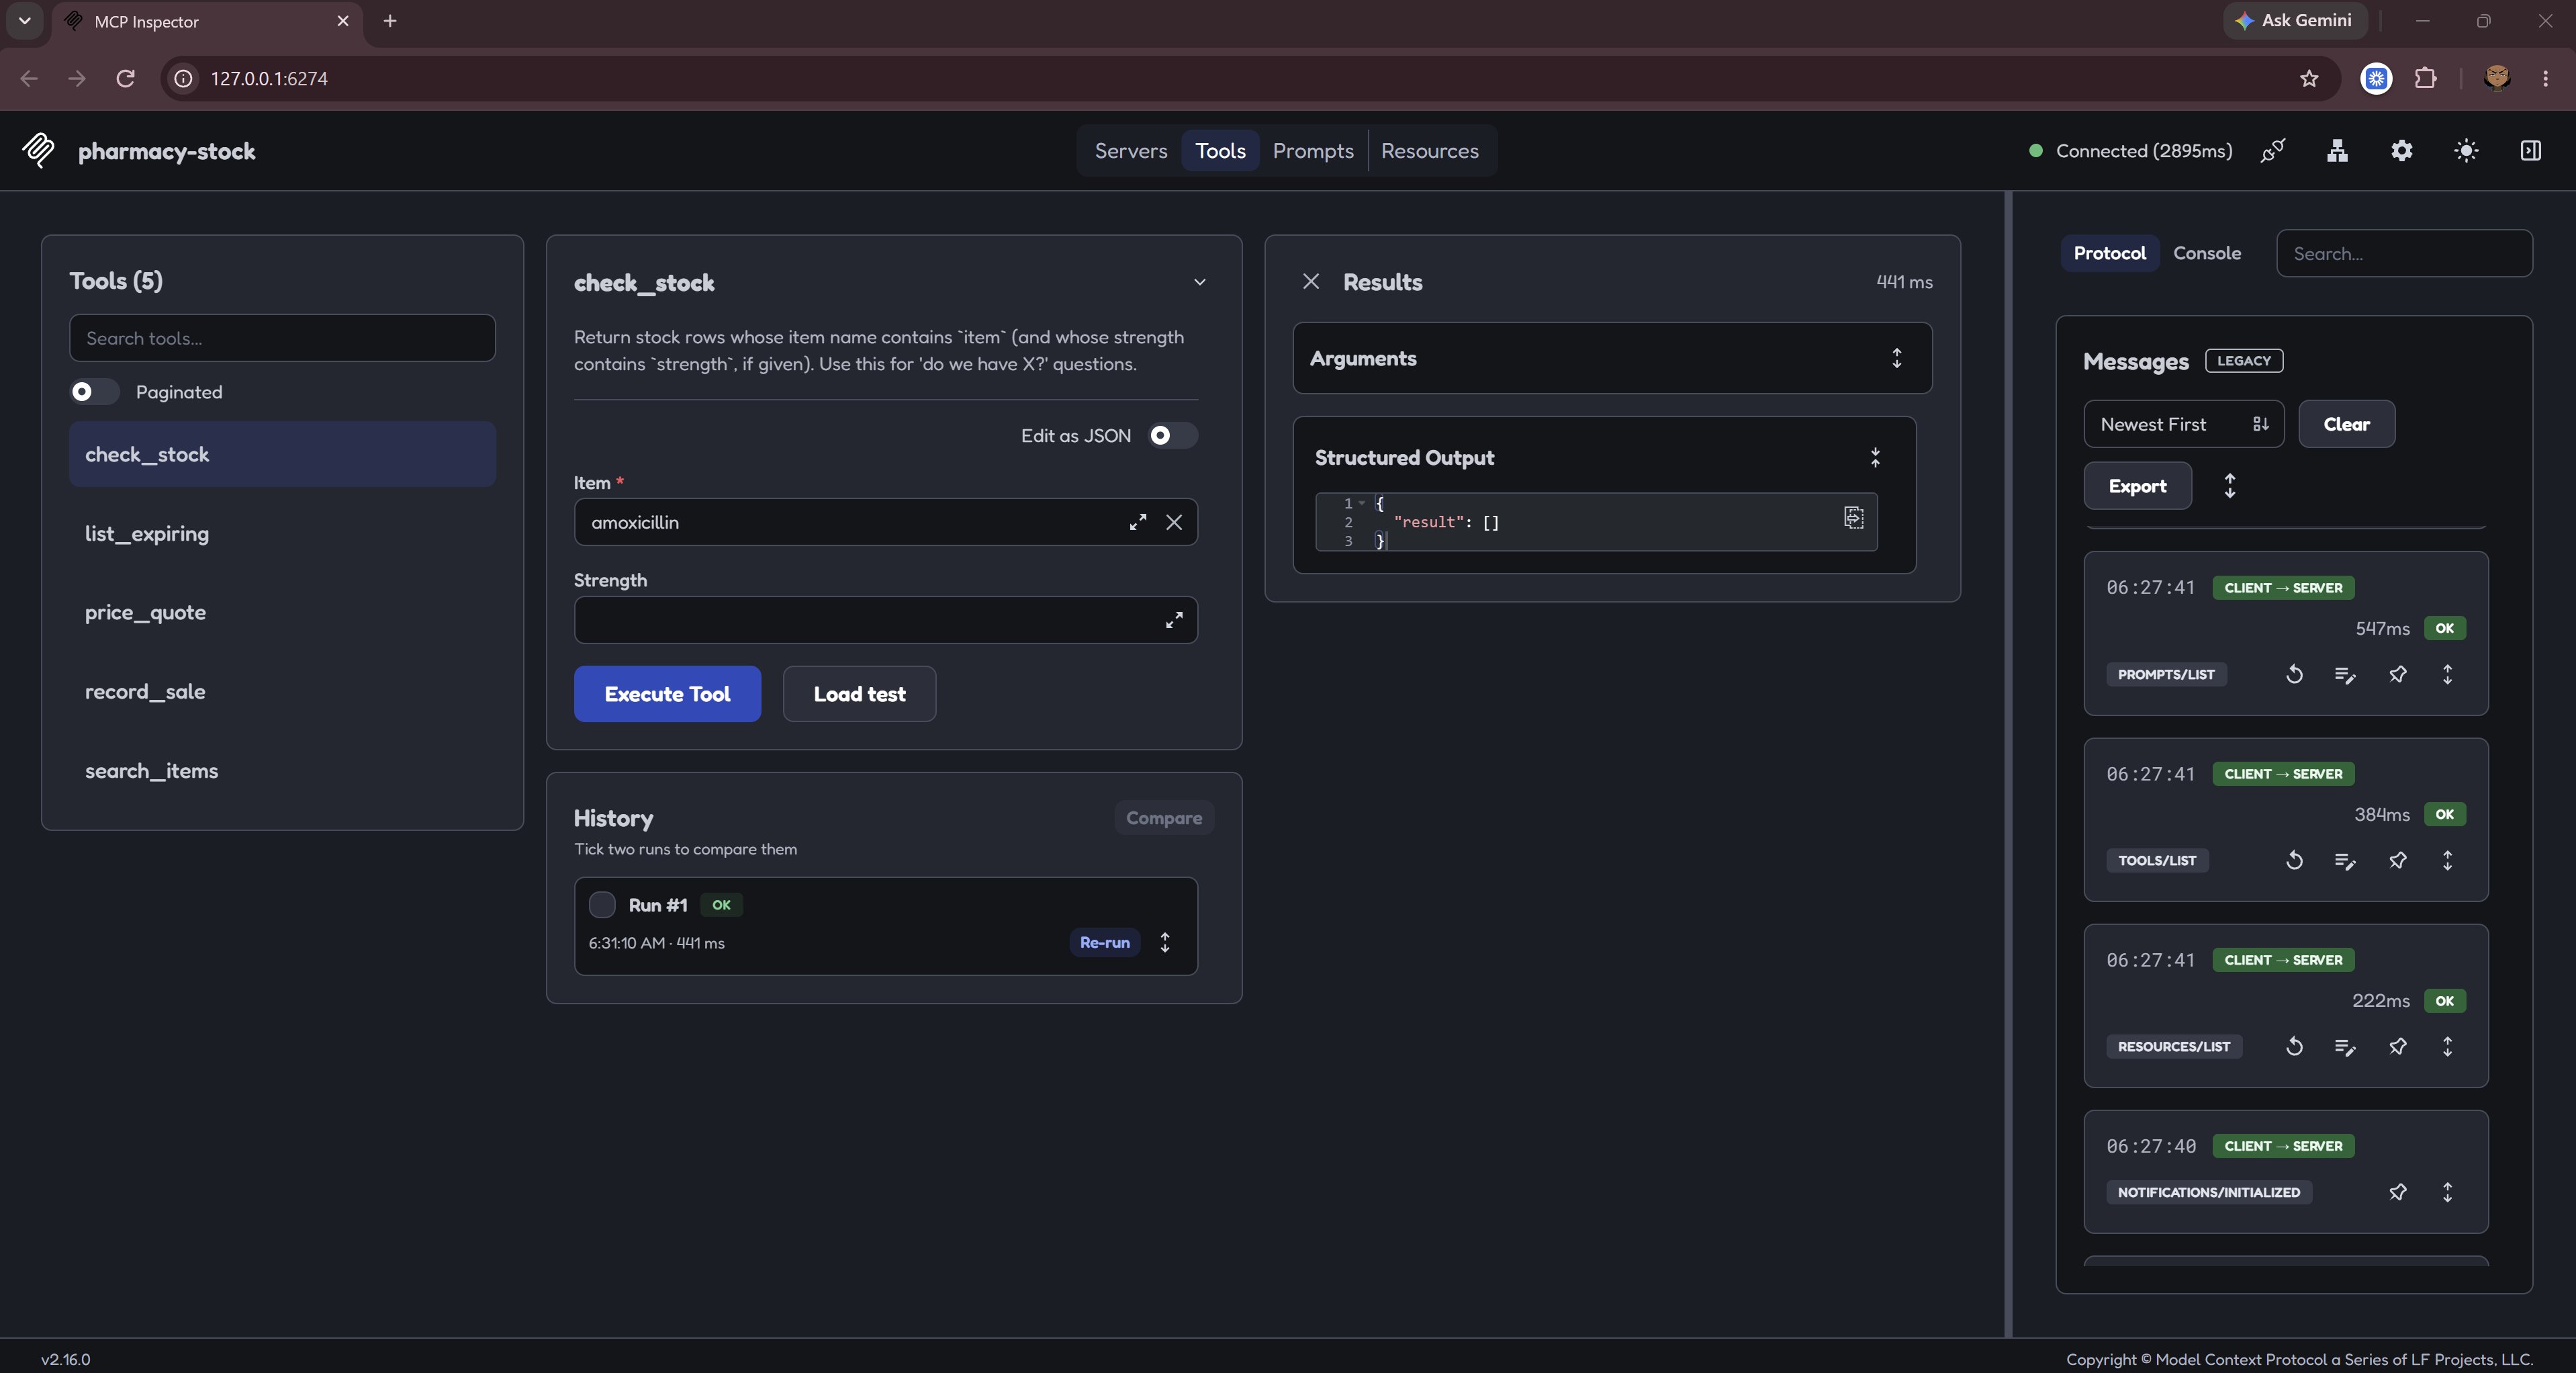 MCP Inspector
Ask Gemini
127.0.0.1:6274
pharmacy-stock
Servers
Tools
Prompts
Resources
Connected (2895ms)
Tools (5)
Search tools...
Paginated
check_stock
list_expiring
price_quote
record_sale
search_items
check_stock
Return stock rows whose item name contains `item` (and whose strength
contains `strength`, if given). Use this for 'do we have X?' questions.
Edit as JSON
Item *
amoxicillin
Strength
Execute Tool
Load test
History
Compare
Tick two runs to compare them
Run #1
OK
6:31:10 AM · 441 ms
Re-run
Results
441 ms
Arguments
Structured Output
1 {
2 "result": []
3 }
Protocol
Console
Search...
Messages
LEGACY
Newest First
Clear
Export
06:27:41
CLIENT → SERVER
547ms
OK
PROMPTS/LIST
06:27:41
CLIENT → SERVER
384ms
OK
TOOLS/LIST
06:27:41
CLIENT → SERVER
222ms
OK
RESOURCES/LIST
06:27:40
CLIENT → SERVER
NOTIFICATIONS/INITIALIZED
v2.16.0
Copyright © Model Context Protocol a Series of LF Projects, LLC.